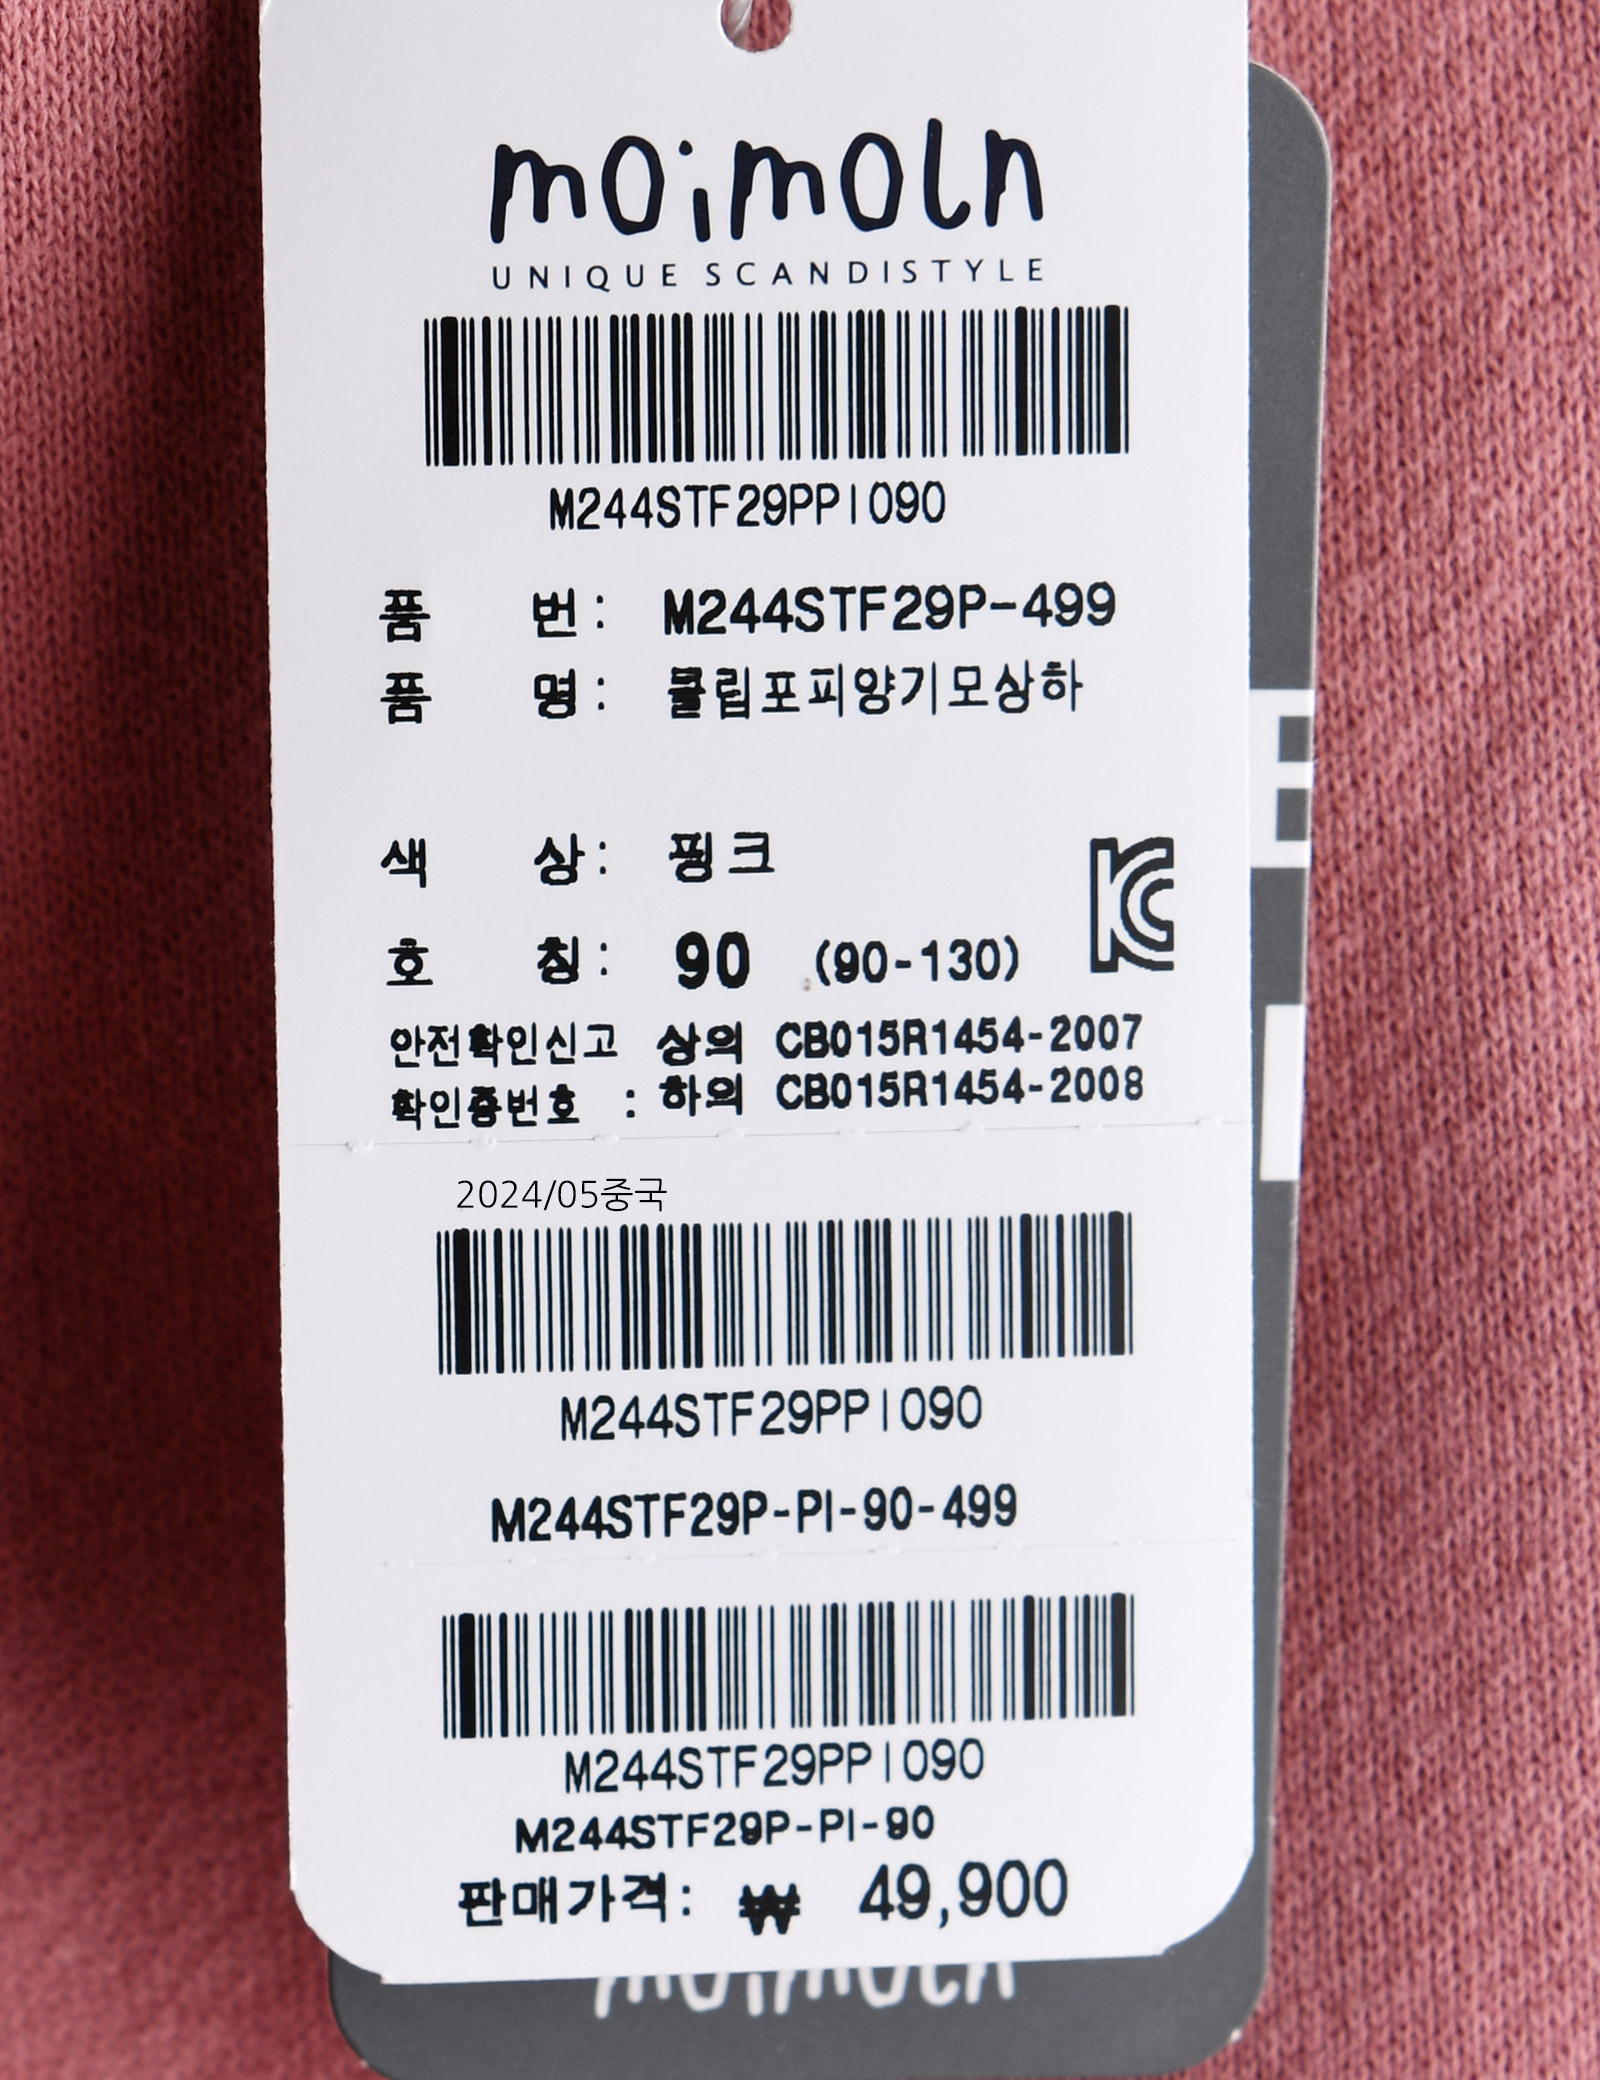 moimoln
UNIQUE SCANDISTYLE
M244STF29PPI090
품 번: M244STF29P-499
품 명: 클립포피양기모상하
색 상: 핑크
호 칭: 90 (90-130)
안전확인신고 상의 CB015R1454-2007
확인증번호 : 하의 CB015R1454-2008
2024/05중국
M244STF29PPI090
M244STF29P-PI-90-499
M244STF29PPI090
M244STF29P-PI-90
판매가격: ₩ 49,900
moimoln